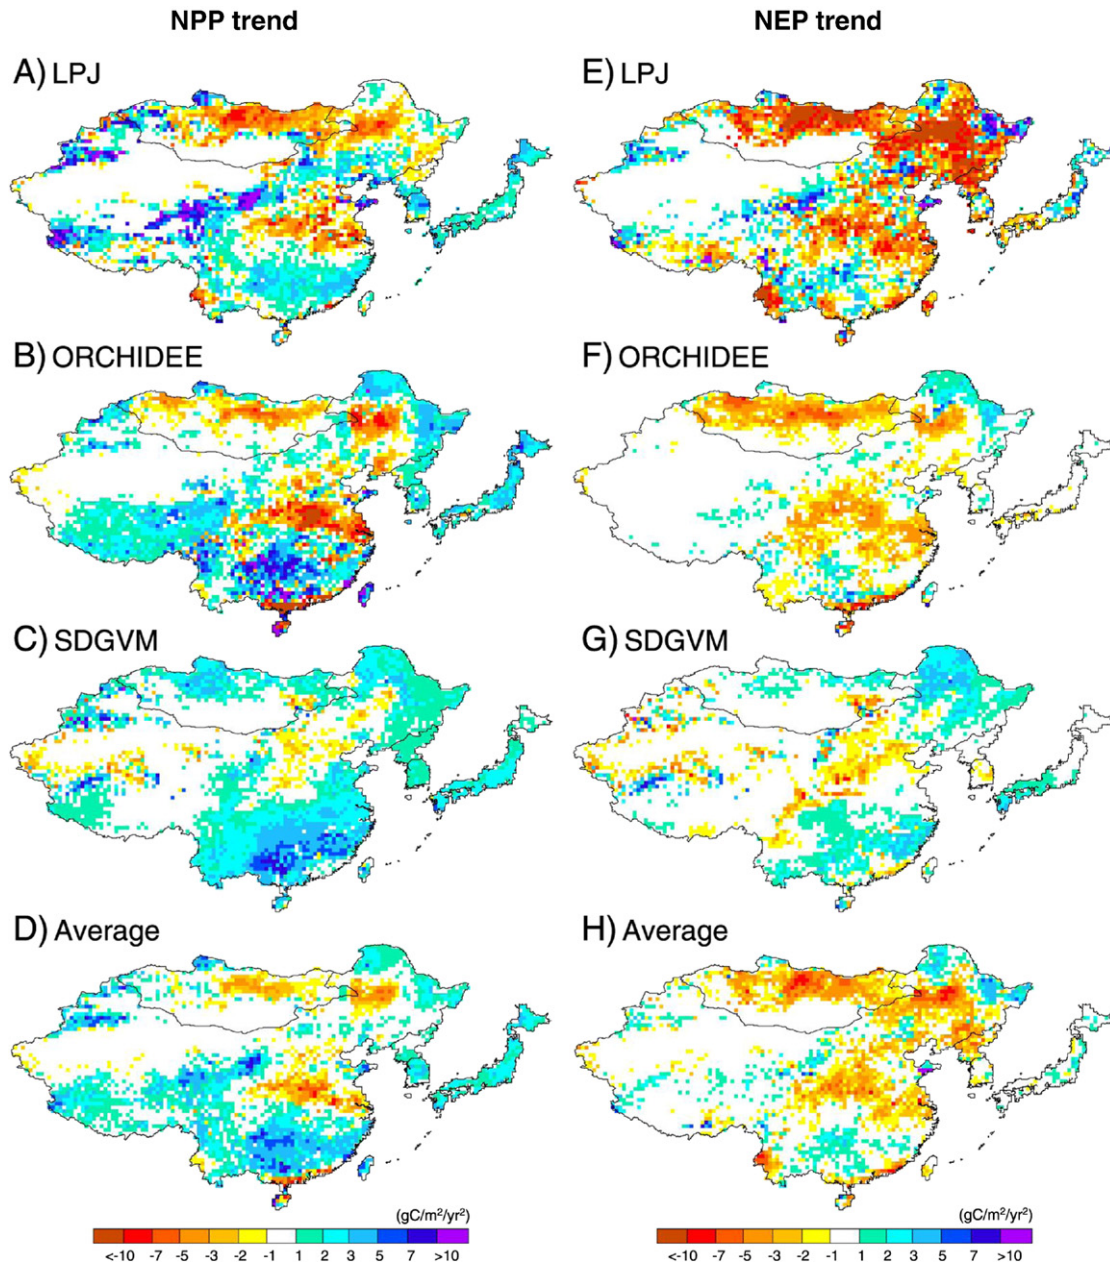 NPP trend
NEP trend
A) LPJ
E) LPJ
B) ORCHIDEE
F) ORCHIDEE
C) SDGVM
G) SDGVM
D) Average
H) Average
(gC/m²/yr²)
<-10 -7 -5 -3 -2 -1 1 2 3 5 7 >10
(gC/m²/yr²)
<-10 -7 -5 -3 -2 -1 1 2 3 5 7 >10